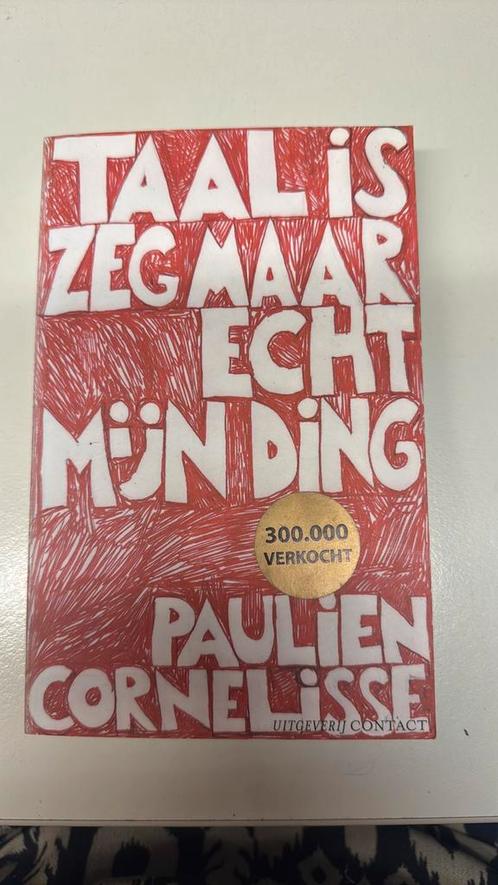 TAAL iS
ZEG MAAR
ECHT
MijN DiNG
300.000
VERKOCHT
PAULiEN
CORNELiSSE
UITGEVERIJ CONTACT